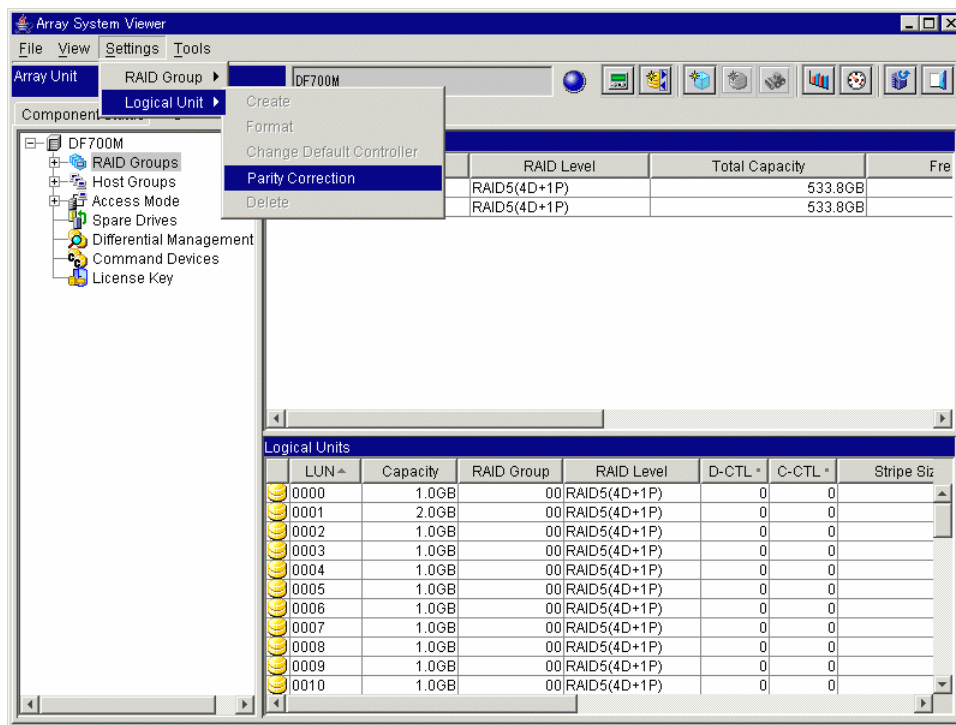 Array System Viewer
File View Settings Tools
Array Unit
RAID Group
DF700M
Logical Unit
Create
Format
Change Default Controller
Parity Correction
Delete
DF700M
RAID Groups
Host Groups
Access Mode
Spare Drives
Differential Management
Command Devices
License Key
RAID Level Total Capacity Fre
RAID5(4D+1P) 533.8GB
RAID5(4D+1P) 533.8GB
Logical Units
LUN Capacity RAID Group RAID Level D-CTL * C-CTL * Stripe Siz
0000 1.0GB 00 RAID5(4D+1P) 0 0
0001 2.0GB 00 RAID5(4D+1P) 0 0
0002 1.0GB 00 RAID5(4D+1P) 0 0
0003 1.0GB 00 RAID5(4D+1P) 0 0
0004 1.0GB 00 RAID5(4D+1P) 0 0
0005 1.0GB 00 RAID5(4D+1P) 0 0
0006 1.0GB 00 RAID5(4D+1P) 0 0
0007 1.0GB 00 RAID5(4D+1P) 0 0
0008 1.0GB 00 RAID5(4D+1P) 0 0
0009 1.0GB 00 RAID5(4D+1P) 0 0
0010 1.0GB 00 RAID5(4D+1P) 0 0